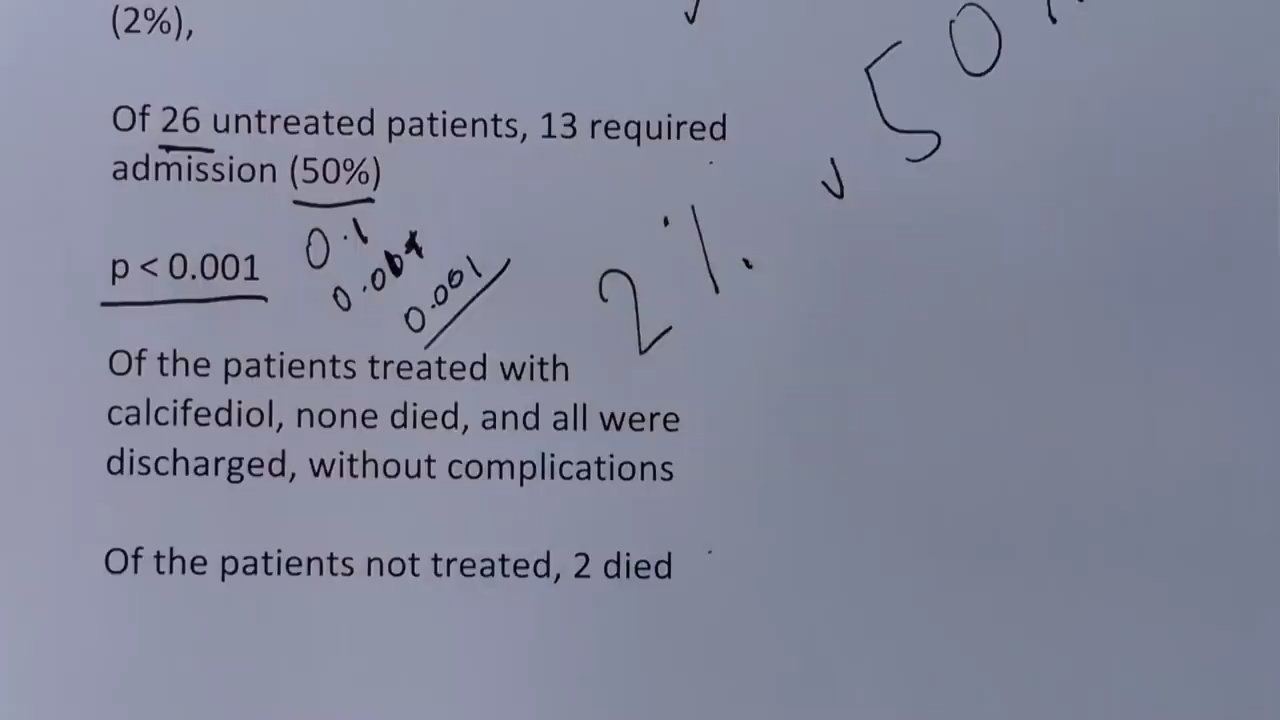 (2%),
Of 26 untreated patients, 13 required
admission (50%)
p < 0.001
0.1
0.001
0.001
2%. v 50
Of the patients treated with
calcifediol, none died, and all were
discharged, without complications
Of the patients not treated, 2 died